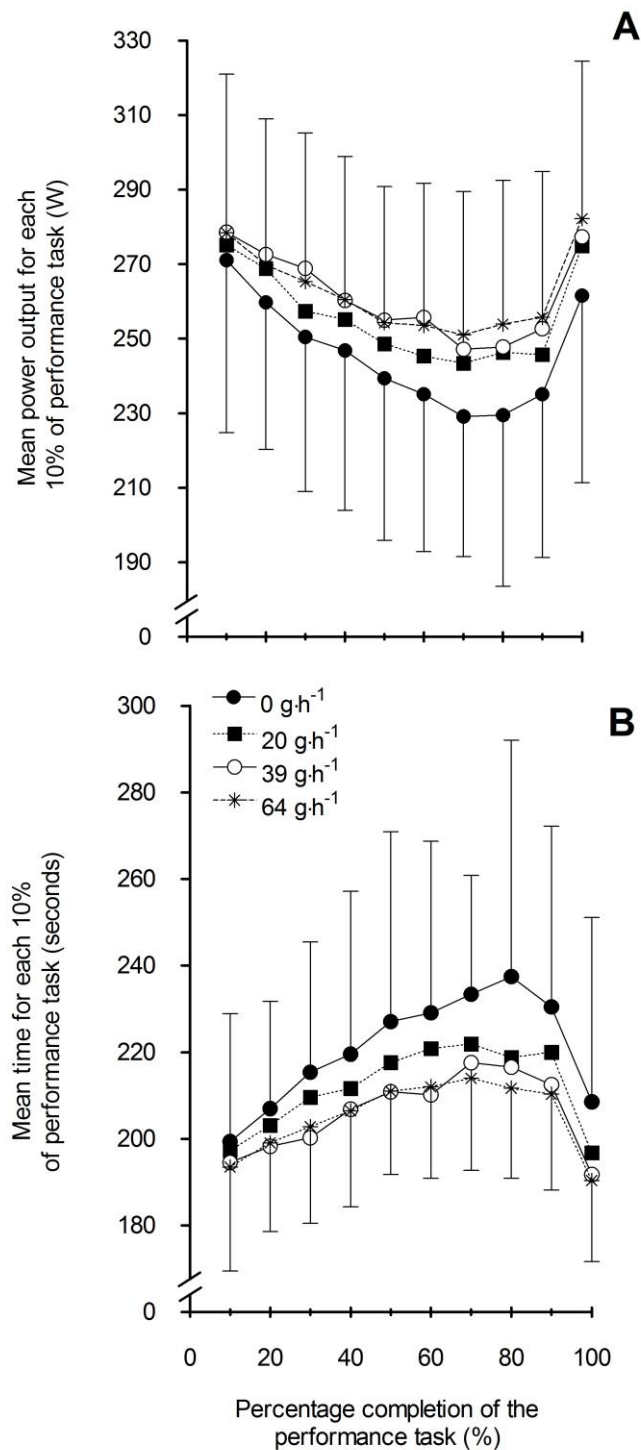 A
Mean power output for each
10% of performance task (W)
330
310
290
270
250
230
210
190
0
B
Mean time for each 10%
of performance task (seconds)
300
280
260
240
220
200
180
0
0 g·h⁻¹
20 g·h⁻¹
39 g·h⁻¹
64 g·h⁻¹
0 20 40 60 80 100
Percentage completion of the
performance task (%)